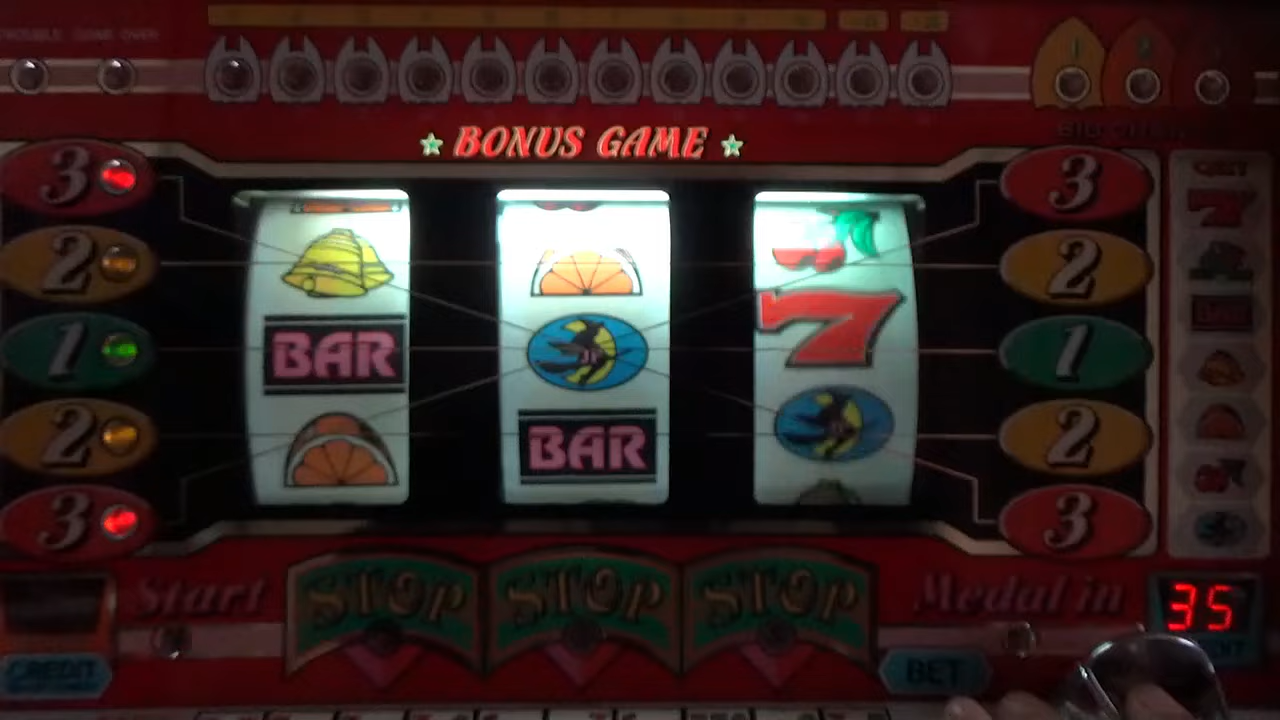 ★ BONUS GAME ★
3 3
2 2
BAR 7
1 1
2 BAR 2
3 3
Start STOP STOP STOP Medal in 35
CREDIT BET